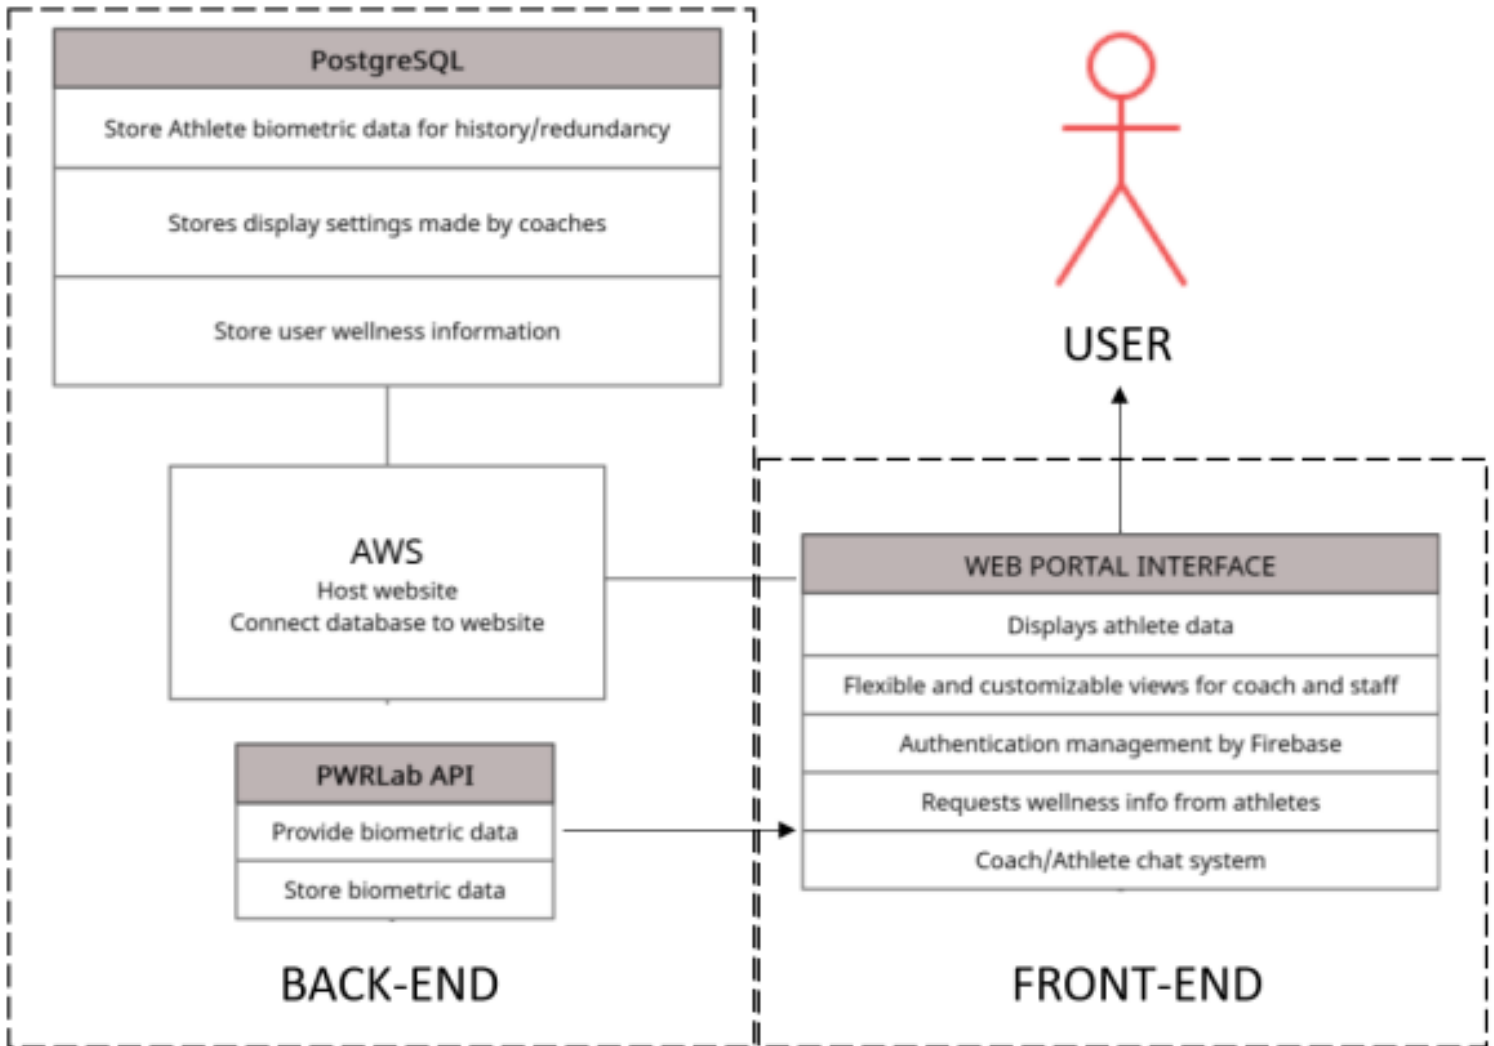 PostgreSQL
Store Athlete biometric data for history/redundancy
Stores display settings made by coaches
Store user wellness information
AWS
Host website
Connect database to website
PWRLab API
Provide biometric data
Store biometric data
BACK-END
USER
WEB PORTAL INTERFACE
Displays athlete data
Flexible and customizable views for coach and staff
Authentication management by Firebase
Requests wellness info from athletes
Coach/Athlete chat system
FRONT-END